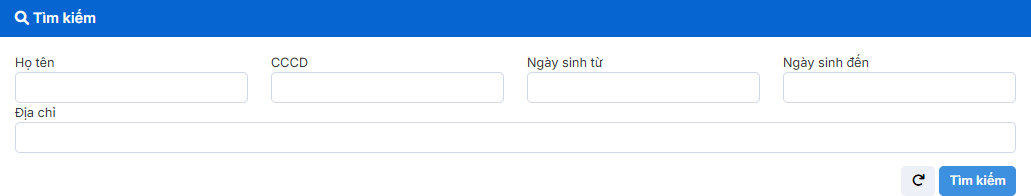 Tìm kiếm
Họ tên CCCD Ngày sinh từ Ngày sinh đến
Địa chỉ
Tìm kiếm